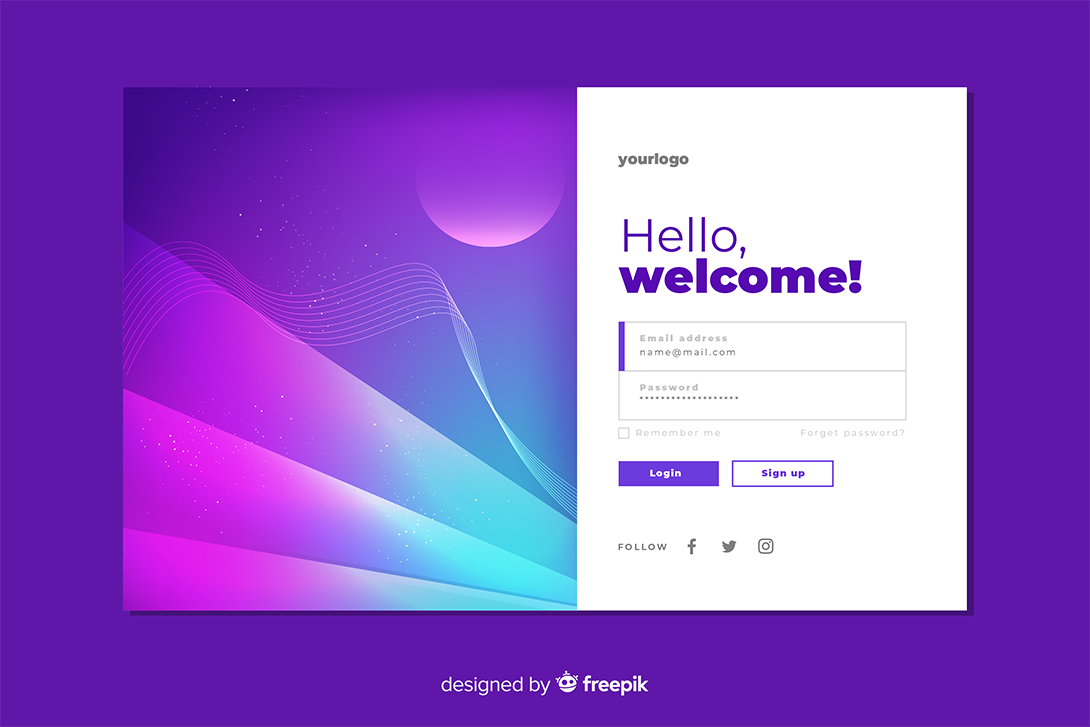 yourlogo
Hello,
welcome!
Email address
name@mail.com
Password
Remember me
Forget password?
Login
Sign up
FOLLOW
designed by freepik